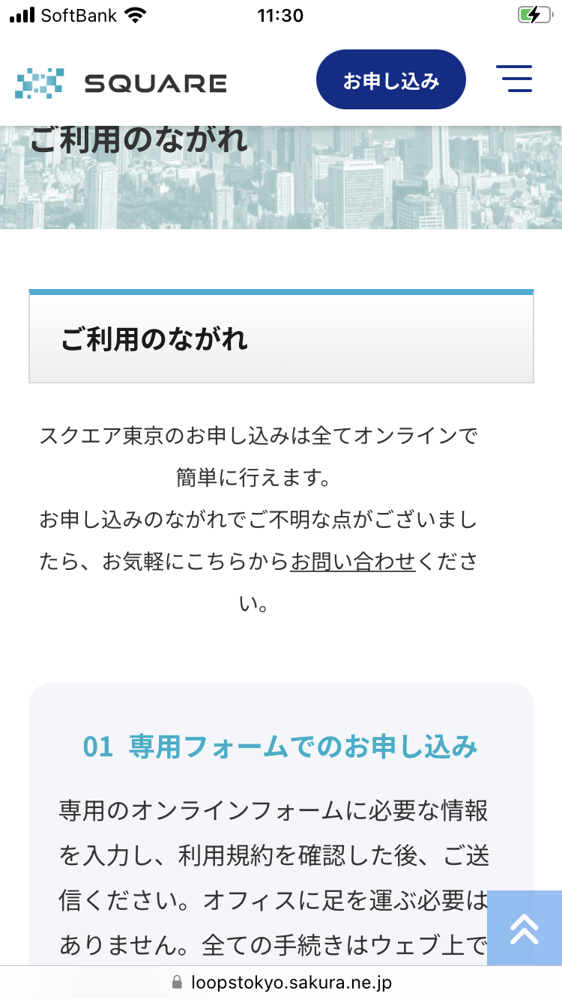 SoftBank 11:30
SQUARE お申し込み
ご利用のながれ
ご利用のながれ
スクエア東京のお申し込みは全てオンラインで
簡単に行えます。
お申し込みのながれでご不明な点がございまし
たら、お気軽にこちらからお問い合わせくださ
い。
01 専用フォームでのお申し込み
専用のオンラインフォームに必要な情報
を入力し、利用規約を確認した後、ご送
信ください。オフィスに足を運ぶ必要は
ありません。全ての手続きはウェブ上で
loopstokyo.sakura.ne.jp